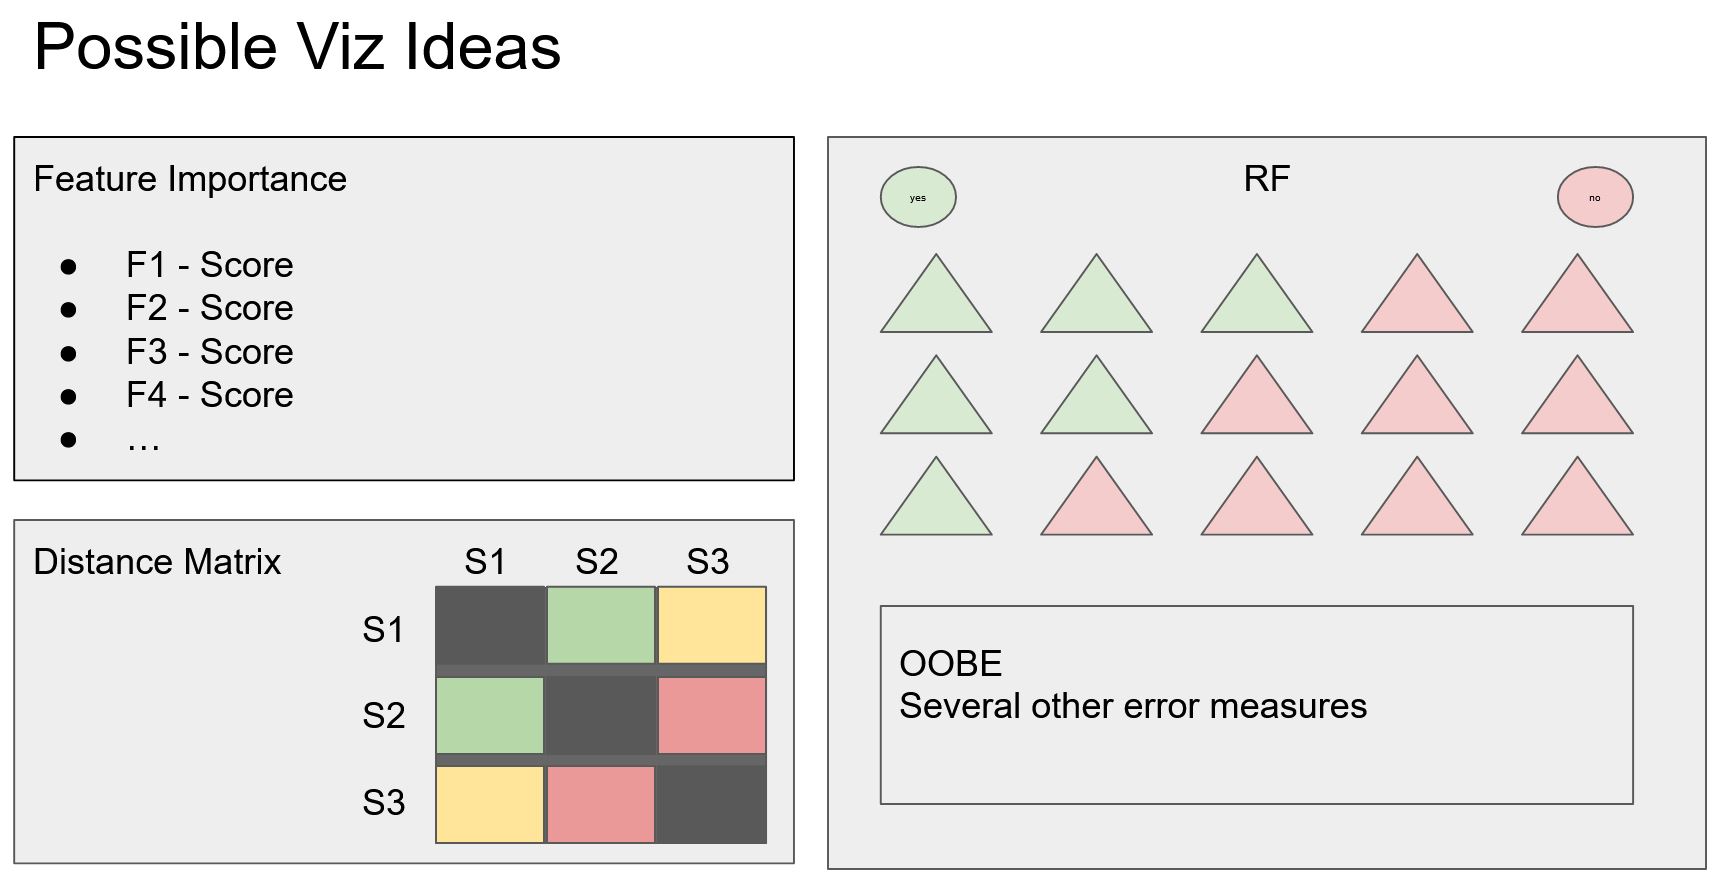 Possible Viz Ideas
Feature Importance
● F1 - Score
● F2 - Score
● F3 - Score
● F4 - Score
● …
Distance Matrix
S1 S2 S3
S1
S2
S3
yes RF no
OOBE
Several other error measures